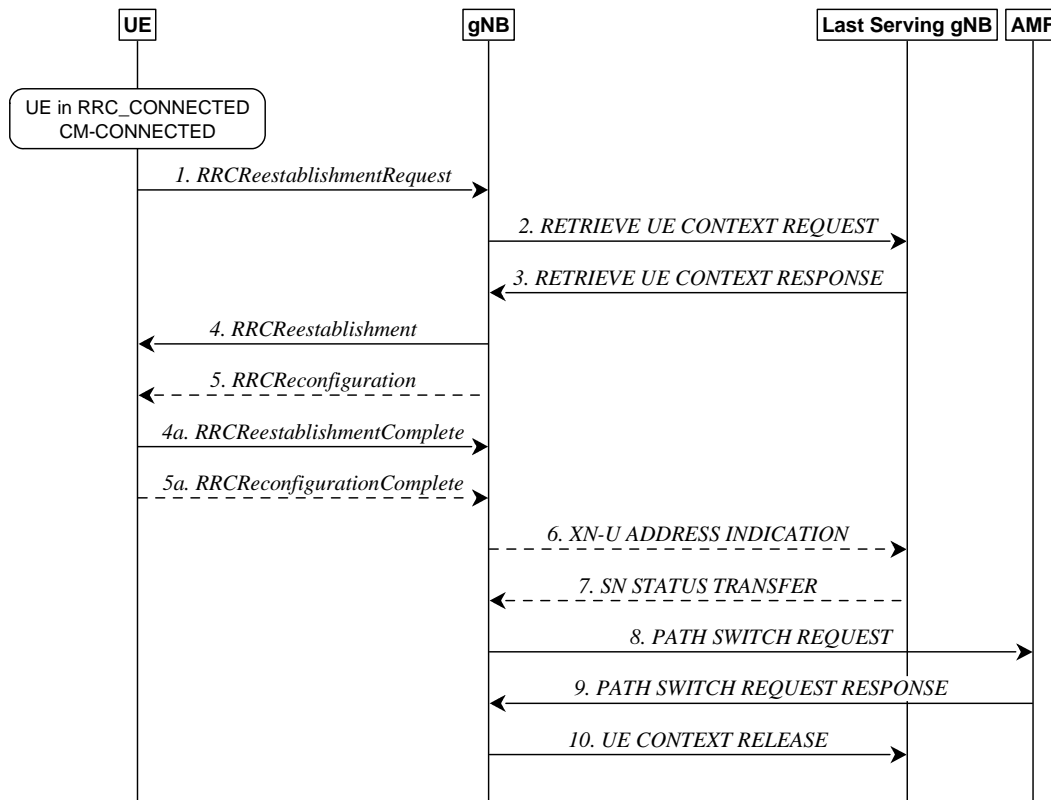 UE
gNB
Last Serving gNB
AMF
UE in RRC_CONNECTED
CM-CONNECTED
1. RRCReestablishmentRequest
2. RETRIEVE UE CONTEXT REQUEST
3. RETRIEVE UE CONTEXT RESPONSE
4. RRCReestablishment
5. RRCReconfiguration
4a. RRCReestablishmentComplete
5a. RRCReconfigurationComplete
6. XN-U ADDRESS INDICATION
7. SN STATUS TRANSFER
8. PATH SWITCH REQUEST
9. PATH SWITCH REQUEST RESPONSE
10. UE CONTEXT RELEASE